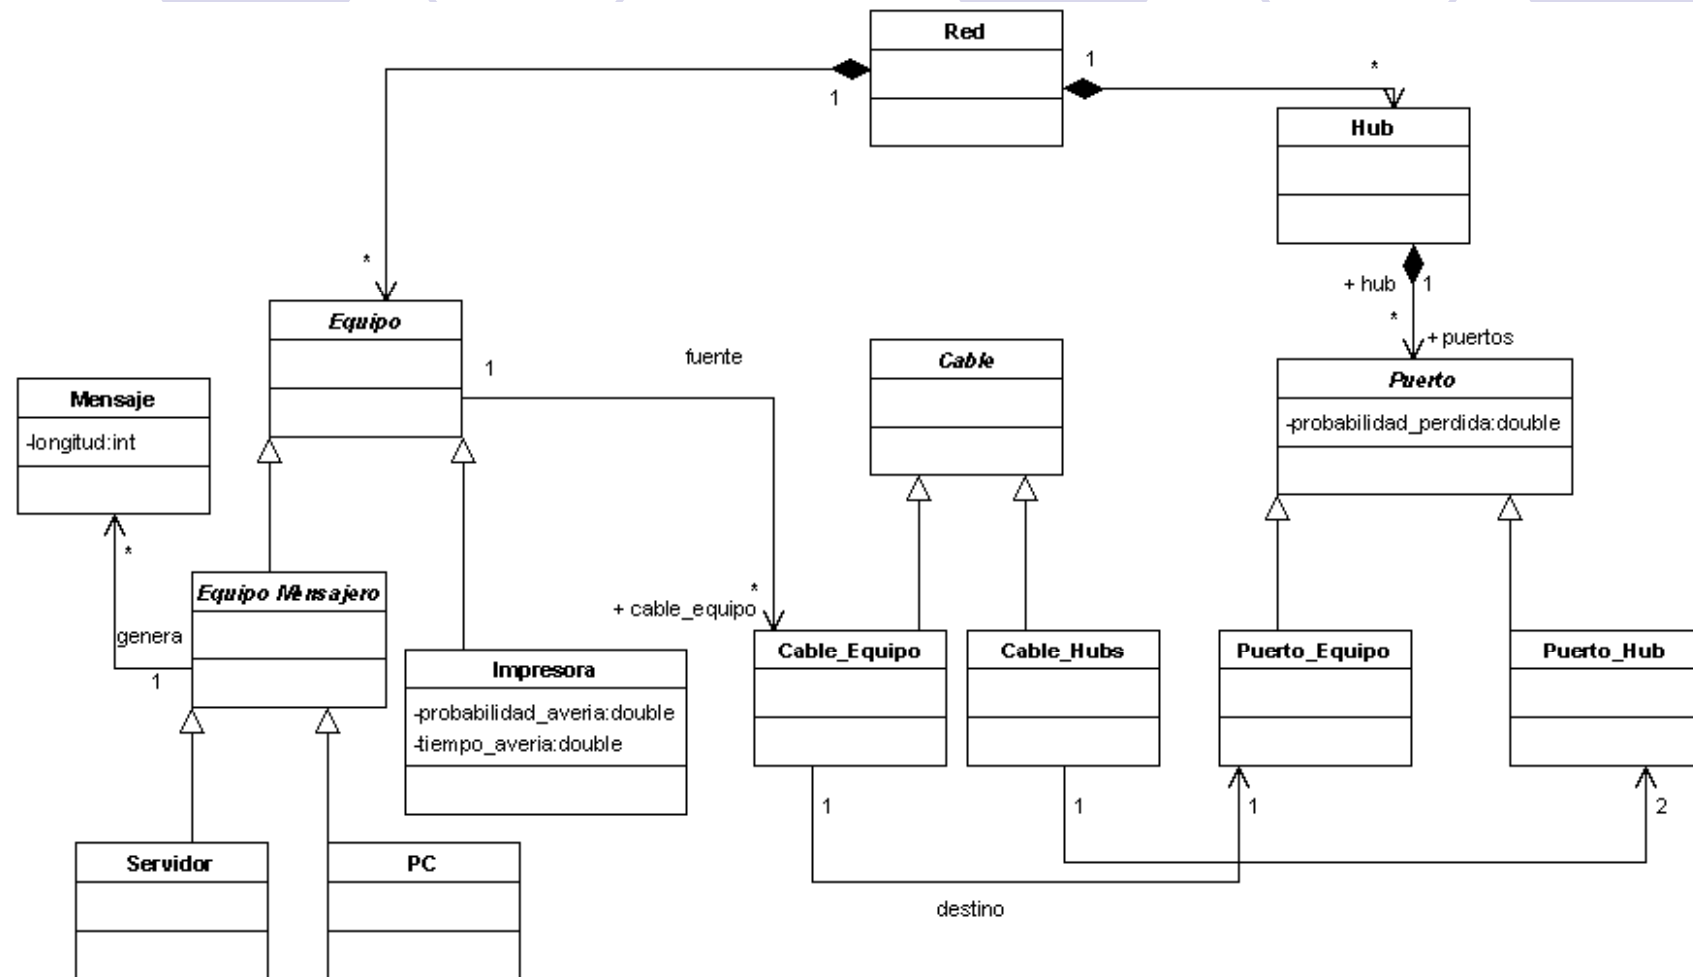 Red
1
*
1
Hub
*
+ hub
1
*
+ puertos
Equipo
fuente
1
Cable
Puerto
-probabilidad_perdida:double
Mensaje
-longitud:int
*
Equipo Mensajero
genera
1
*
+ cable_equipo
Impresora
-probabilidad_averia:double
-tiempo_averia:double
Cable_Equipo
Cable_Hubs
Puerto_Equipo
Puerto_Hub
1
1
1
2
Servidor
PC
destino